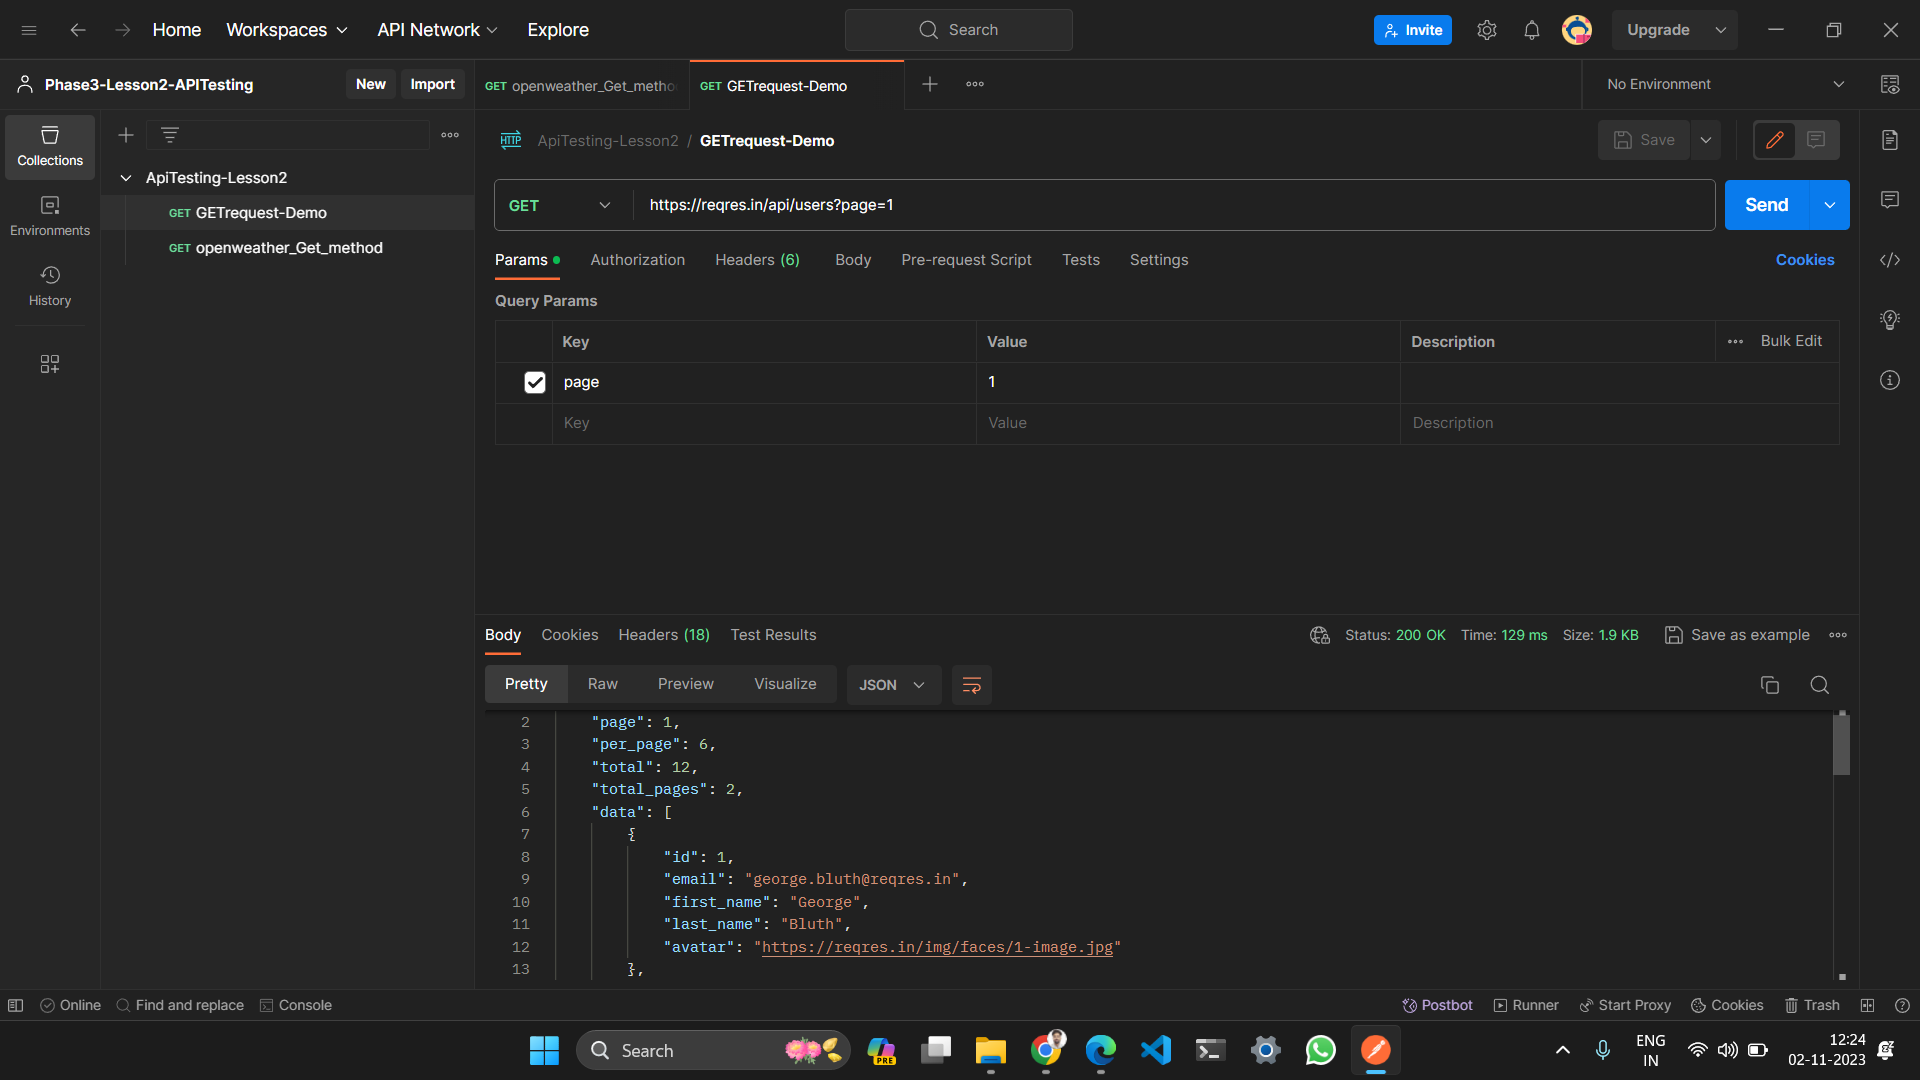 Home Workspaces API Network Explore Search Invite Upgrade
Phase3-Lesson2-APITesting New Import GET openweather_Get_metho GET GETrequest-Demo No Environment
Collections
Environments
History
ApiTesting-Lesson2
GET GETrequest-Demo
GET openweather_Get_method
HTTP ApiTesting-Lesson2 / GETrequest-Demo Save
GET https://reqres.in/api/users?page=1 Send
Params Authorization Headers (6) Body Pre-request Script Tests Settings Cookies
Query Params
Key Value Description Bulk Edit
page 1
Key Value Description
Body Cookies Headers (18) Test Results Status: 200 OK Time: 129 ms Size: 1.9 KB Save as example
Pretty Raw Preview Visualize JSON
2 "page": 1,
3 "per_page": 6,
4 "total": 12,
5 "total_pages": 2,
6 "data": [
7 {
8 "id": 1,
9 "email": "george.bluth@reqres.in",
10 "first_name": "George",
11 "last_name": "Bluth",
12 "avatar": "https://reqres.in/img/faces/1-image.jpg"
13 },
Online Find and replace Console Postbot Runner Start Proxy Cookies Trash
Search PRE ENG 12:24
IN 02-11-2023